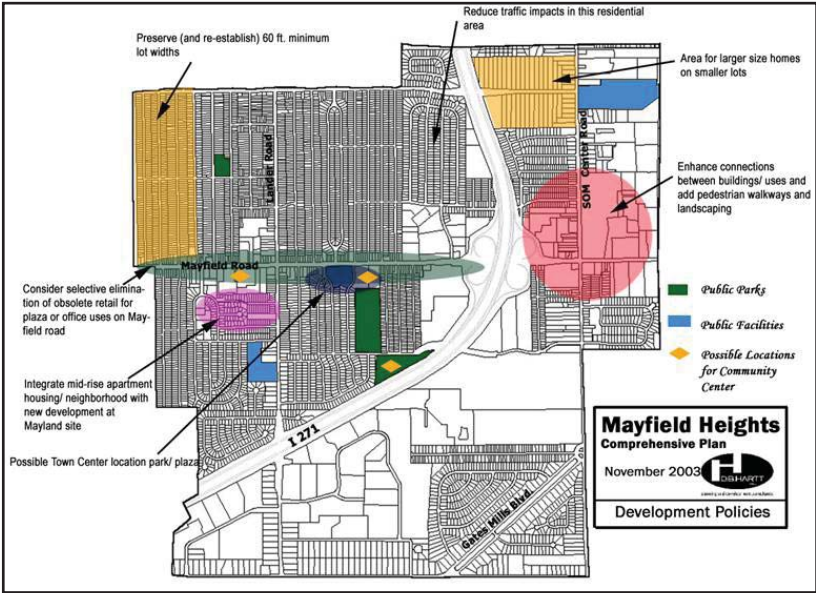 Reduce traffic impacts in this residential
area
Preserve (and re-establish) 60 ft. minimum
lot widths
Area for larger size homes
on smaller lots
Lander Road
SOM Center Road
Enhance connections
between buildings/ uses and
add pedestrian walkways and
landscaping
Mayfield Road
Consider selective elimina-
tion of obsolete retail for
plaza or office uses on May-
field road
Public Parks
Public Facilities
Possible Locations
for Community
Center
Integrate mid-rise apartment
housing/ neighborhood with
new development at
Mayland site
I 271
Possible Town Center location park/ plaza
Gates Mills Blvd.
Mayfield Heights
Comprehensive Plan
November 2003
Development Policies